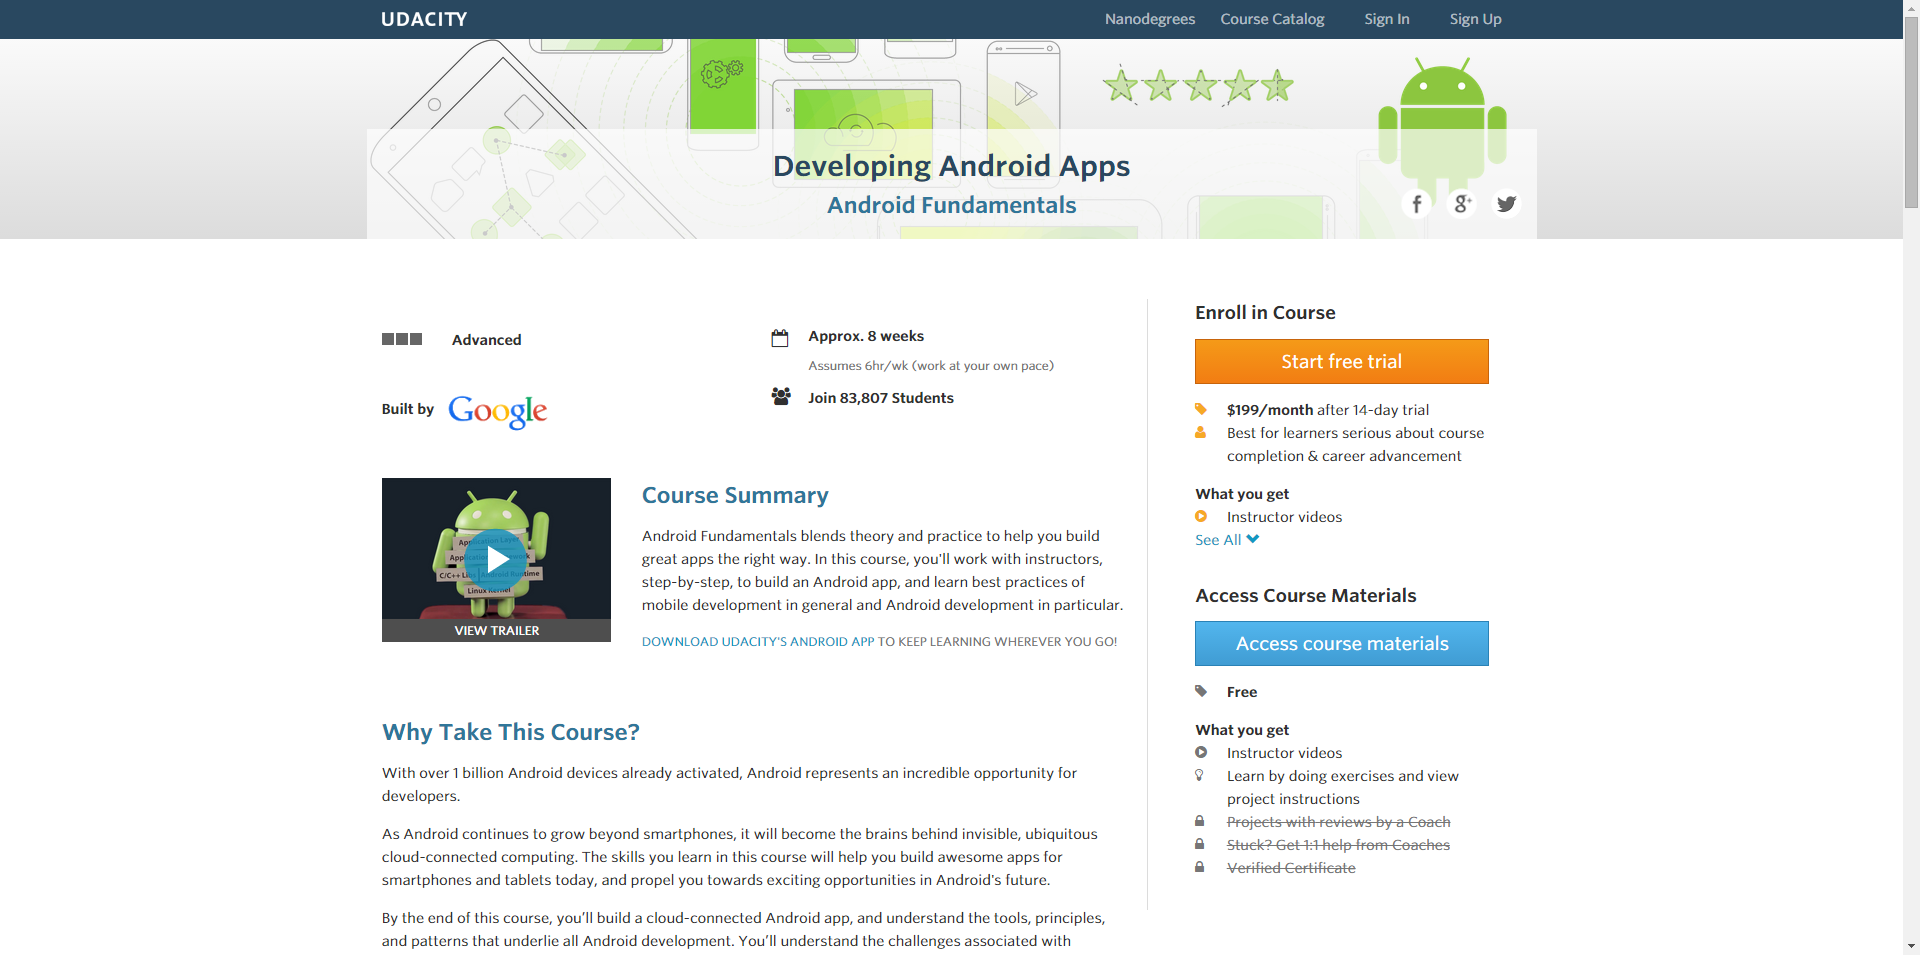 UDACITY
Nanodegrees
Course Catalog
Sign In
Sign Up
Developing Android Apps
Android Fundamentals
Advanced
Built by Google
Approx. 8 weeks
Assumes 6hr/wk (work at your own pace)
Join 83,807 Students
Application Layer
C/C++ Libs Android Runtime
Linux Kernel
VIEW TRAILER
Course Summary
Android Fundamentals blends theory and practice to help you build
great apps the right way. In this course, you'll work with instructors,
step-by-step, to build an Android app, and learn best practices of
mobile development in general and Android development in particular.
DOWNLOAD UDACITY'S ANDROID APP TO KEEP LEARNING WHEREVER YOU GO!
Why Take This Course?
With over 1 billion Android devices already activated, Android represents an incredible opportunity for
developers.
As Android continues to grow beyond smartphones, it will become the brains behind invisible, ubiquitous
cloud-connected computing. The skills you learn in this course will help you build awesome apps for
smartphones and tablets today, and propel you towards exciting opportunities in Android's future.
By the end of this course, you’ll build a cloud-connected Android app, and understand the tools, principles,
and patterns that underlie all Android development. You’ll understand the challenges associated with
Enroll in Course
Start free trial
$199/month after 14-day trial
Best for learners serious about course
completion & career advancement
What you get
Instructor videos
See All
Access Course Materials
Access course materials
Free
What you get
Instructor videos
Learn by doing exercises and view
project instructions
Projects with reviews by a Coach
Stuck? Get 1:1 help from Coaches
Verified Certificate